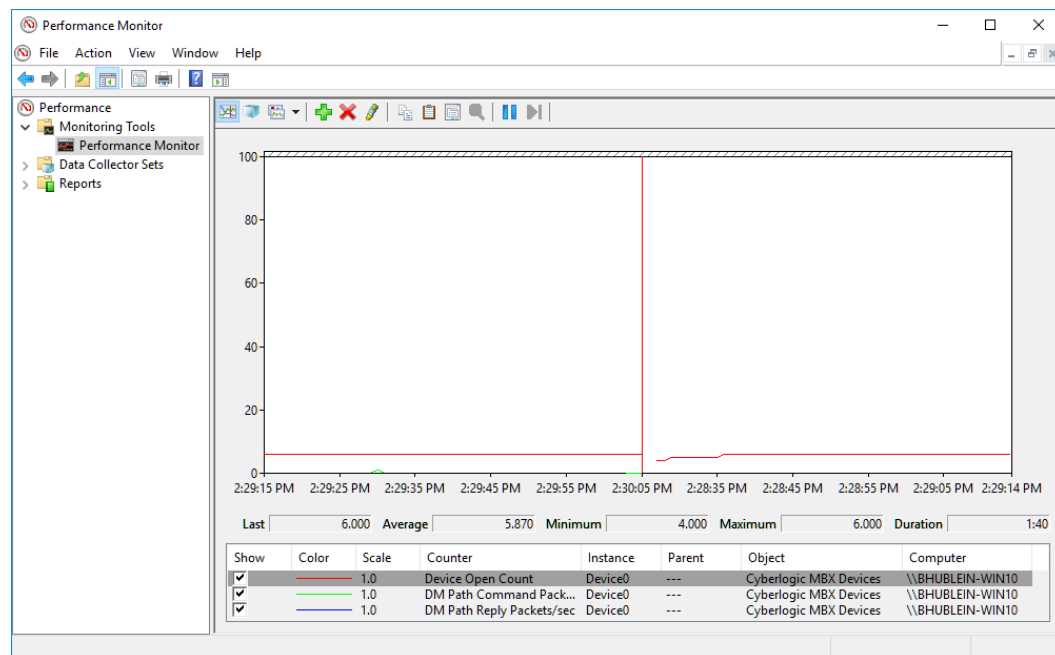 Performance Monitor
File Action View Window Help
Performance
Monitoring Tools
Performance Monitor
Data Collector Sets
Reports
100
80
60
40
20
0
2:29:15 PM 2:29:25 PM 2:29:35 PM 2:29:45 PM 2:29:55 PM 2:30:05 PM 2:28:35 PM 2:28:45 PM 2:28:55 PM 2:29:05 PM 2:29:14 PM
Last 6.000 Average 5.870 Minimum 4.000 Maximum 6.000 Duration 1:40
Show Color Scale Counter Instance Parent Object Computer
1.0 Device Open Count Device0 --- Cyberlogic MBX Devices \\BHUBLEIN-WIN10
1.0 DM Path Command Pack... Device0 --- Cyberlogic MBX Devices \\BHUBLEIN-WIN10
1.0 DM Path Reply Packets/sec Device0 --- Cyberlogic MBX Devices \\BHUBLEIN-WIN10